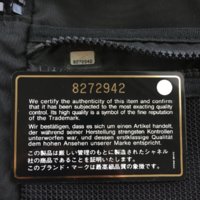 8272942
8272942
We certify the authenticity of this item and confirm
that it has been subjected to the most exacting quality
control. Its high quality is a symbol of the fine reputation
of the Trademark.
Wir bestätigen, dass es sich um einen Artikel handelt,
der während seiner Herstellung strengsten Kontrollen
unterworfen war, und dessen erstklassige Qualität
dem hohen Ansehen unserer Marke entspricht.
この製品は厳しい管理のもとに製造されたシャネル
社の商品であることを証明いたします。
このブランド・マークは最高級品質の象徴であります。